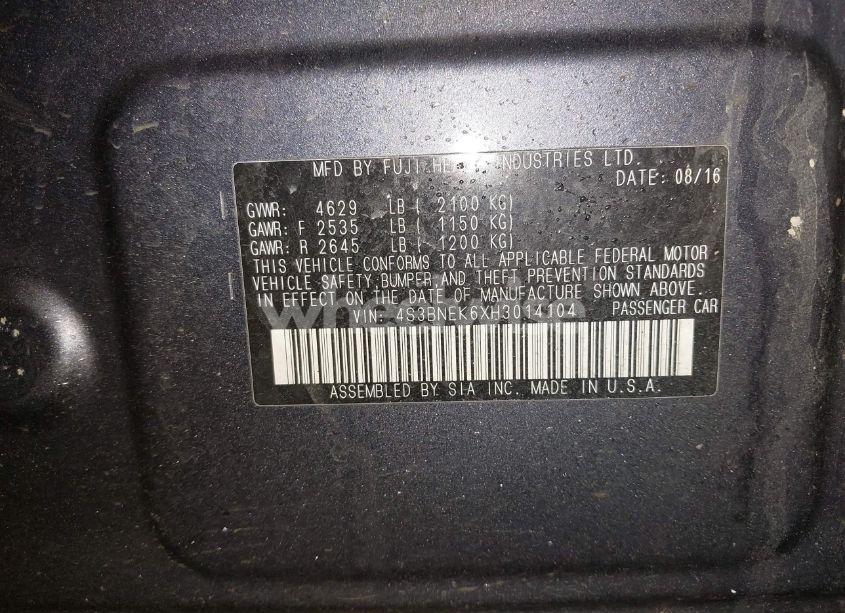 MFD BY FUJI HEAVY INDUSTRIES LTD.
DATE: 08/16
GVWR: 4629 LB ( 2100 KG)
GAWR: F 2535 LB ( 1150 KG)
GAWR: R 2645 LB ( 1200 KG)
THIS VEHICLE CONFORMS TO ALL APPLICABLE FEDERAL MOTOR
VEHICLE SAFETY, BUMPER, AND THEFT PREVENTION STANDARDS
IN EFFECT ON THE DATE OF MANUFACTURE SHOWN ABOVE.
VIN: 4S3BNEK6XH3014104 PASSENGER CAR
ASSEMBLED BY SIA INC. MADE IN U.S.A.